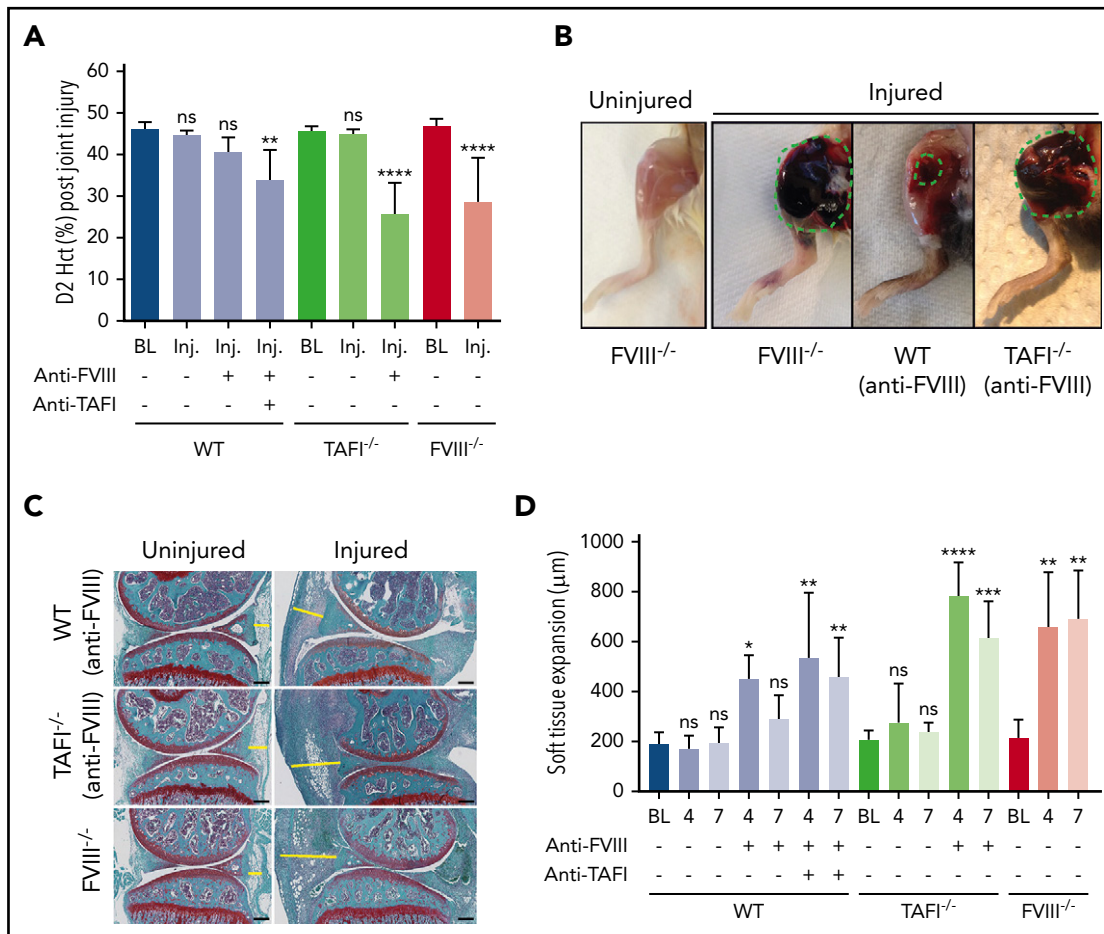 A
D2 Hct (%) post joint injury
60
50
40
30
20
10
0
ns
ns
**
ns
****
****
BL Inj. Inj. Inj. BL Inj. Inj. BL Inj.
Anti-FVIII - - + + - - + - -
Anti-TAFI - - - + - - - - -
WT TAFI-/- FVIII-/-
B
Uninjured Injured
FVIII-/- FVIII-/- WT TAFI-/-
(anti-FVIII) (anti-FVIII)
C
Uninjured Injured
WT
(anti-FVIII)
TAFI-/-
(anti-FVIII)
FVIII-/-
D
Soft tissue expansion (μm)
1000
800
600
400
200
0
ns ns * ns ** ** ns ns **** *** ** **
BL 4 7 4 7 4 7 BL 4 7 4 7 BL 4 7
Anti-FVIII - - - + + + + - - - + + - - -
Anti-TAFI - - - - - + + - - - - - - - -
WT TAFI-/- FVIII-/-